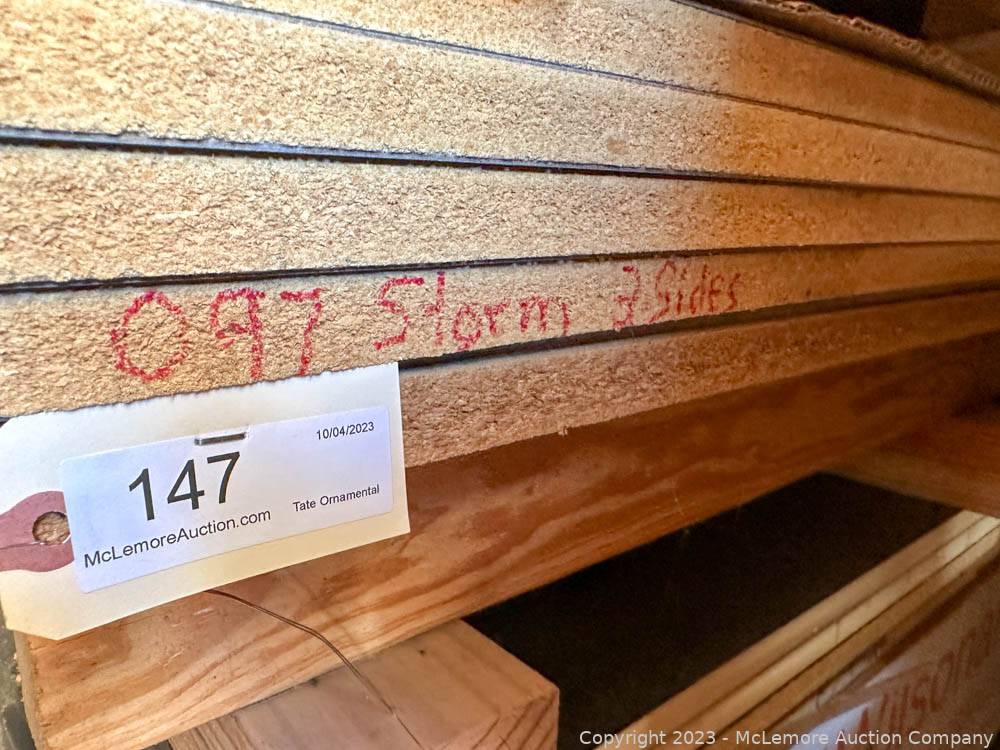 097 Storm 2 Sides
10/04/2023
147
Tate Ornamental
McLemoreAuction.com
Copyright 2023 - McLemore Auction Company